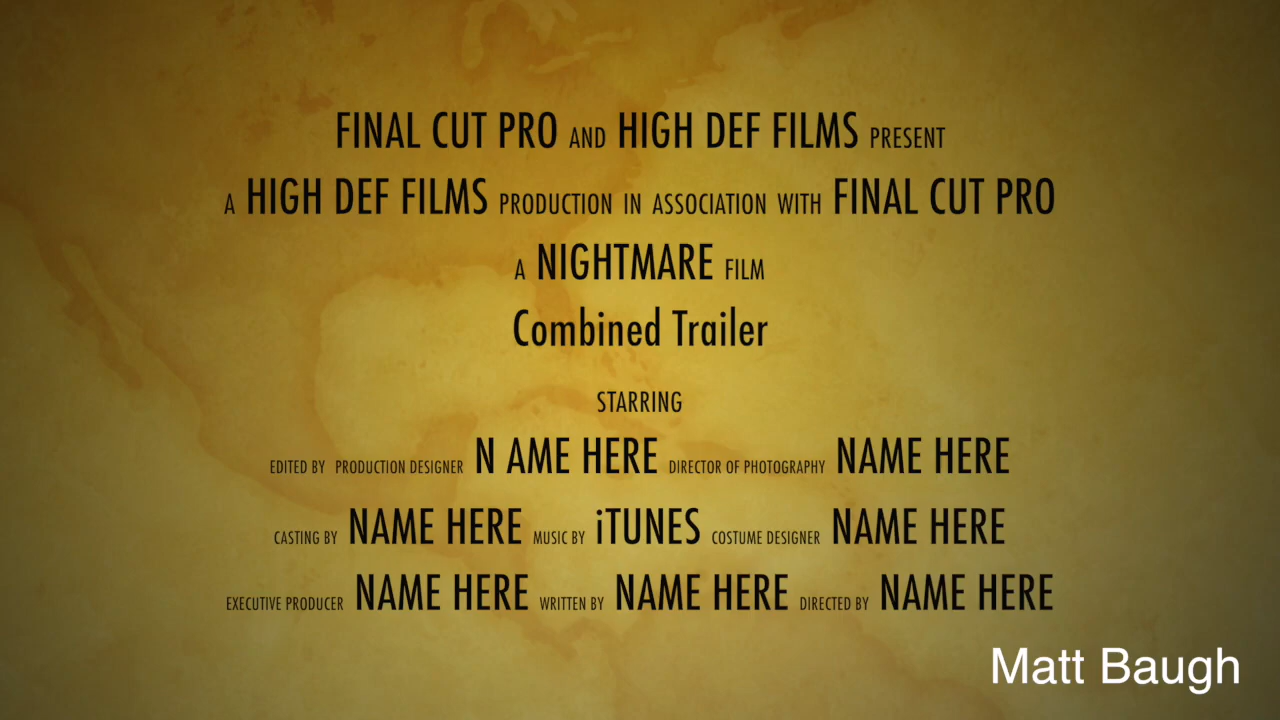 FINAL CUT PRO AND HIGH DEF FILMS PRESENT
A HIGH DEF FILMS PRODUCTION IN ASSOCIATION WITH FINAL CUT PRO
A NIGHTMARE FILM
Combined Trailer
STARRING
EDITED BY PRODUCTION DESIGNER N AME HERE DIRECTOR OF PHOTOGRAPHY NAME HERE
CASTING BY NAME HERE MUSIC BY iTUNES COSTUME DESIGNER NAME HERE
EXECUTIVE PRODUCER NAME HERE WRITTEN BY NAME HERE DIRECTED BY NAME HERE
Matt Baugh